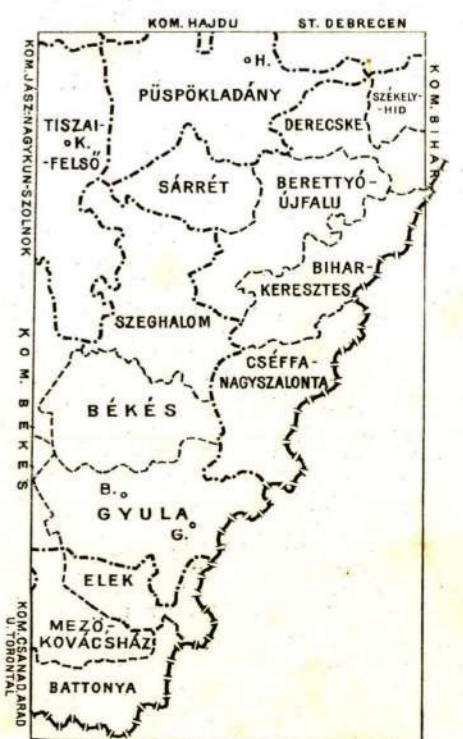 KOM. HAJDU
ST. DEBRECEN
H.
PÜSPÖKLADÁNY
SZÉKELY-
-HID
KOM. BIHAR
KOM. JÁSZ-NAGYKUN-SZOLNOK
TISZAI-
K.
-FELSŐ
DERECSKE
SÁRRÉT
BERETTYÓ-
ÚJFALU
BIHAR-
KERESZTES
SZEGHALOM
CSÉFFA-
NAGYSZALONTA
KOM. BÉKÉS
BÉKÉS
B.
GYULA
G.
ELEK
MEZŐ-
KOVÁCSHÁZ
KOM. CSANÁD, ARAD
U. TORONTÁL
BATTONYA